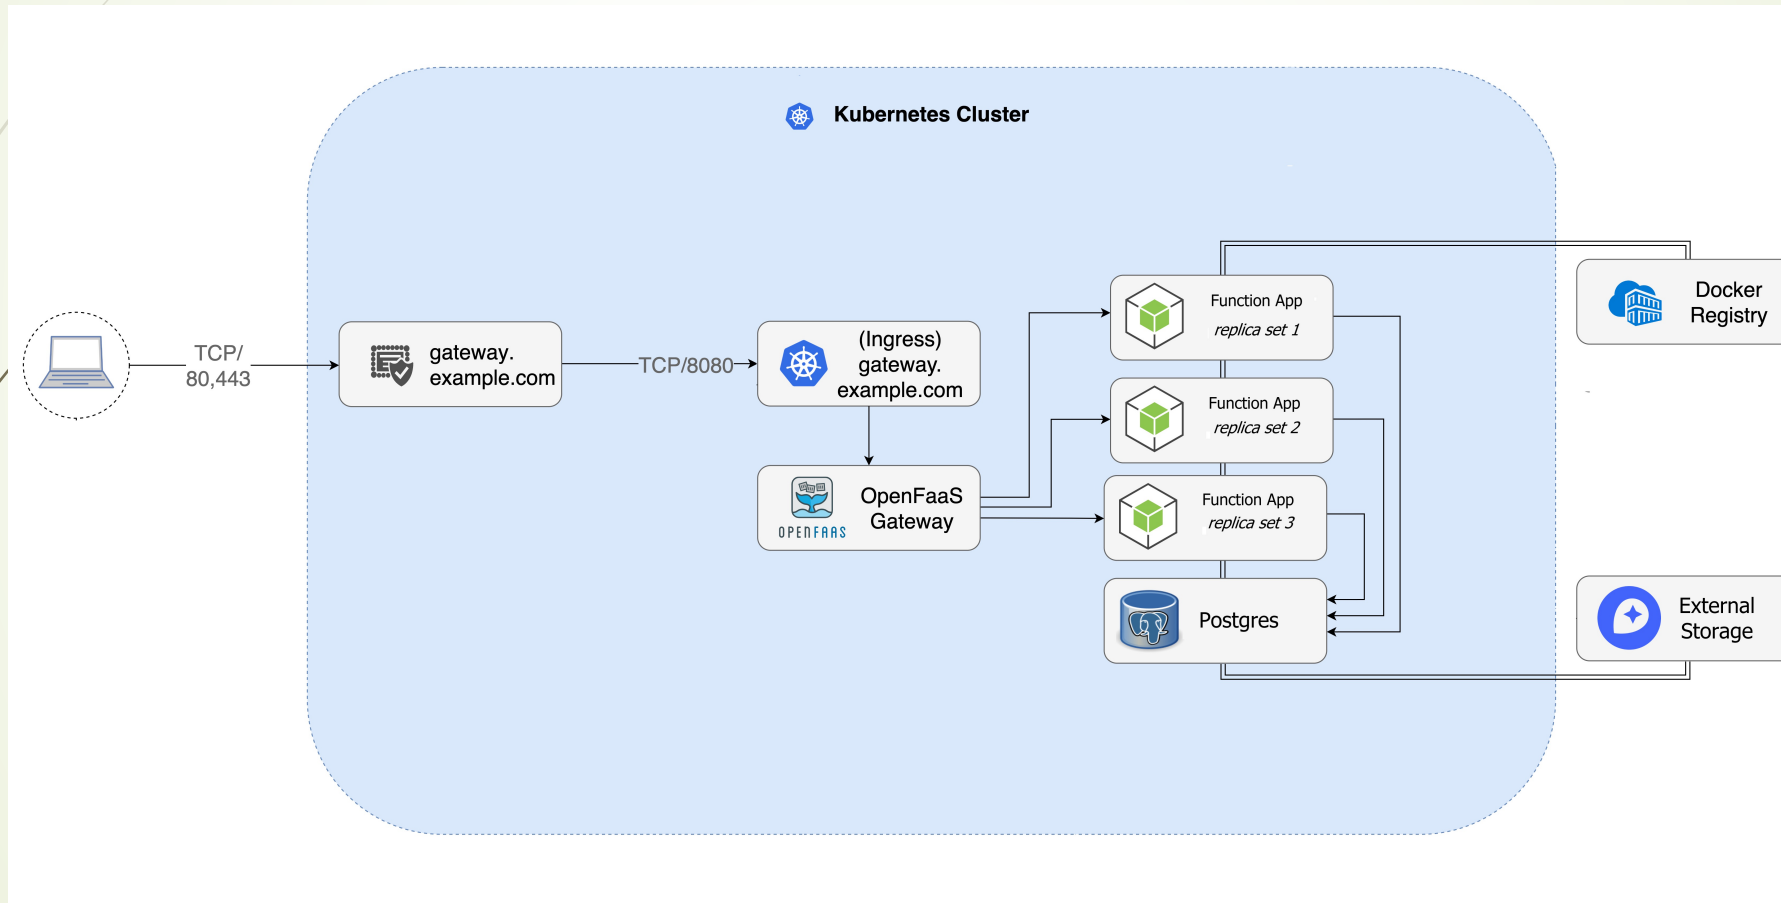 Kubernetes Cluster
TCP/
80,443
gateway.
example.com
TCP/8080
(Ingress)
gateway.
example.com
OPENFAAS
OpenFaaS
Gateway
Function App
replica set 1
Function App
replica set 2
Function App
replica set 3
Postgres
Docker
Registry
External
Storage